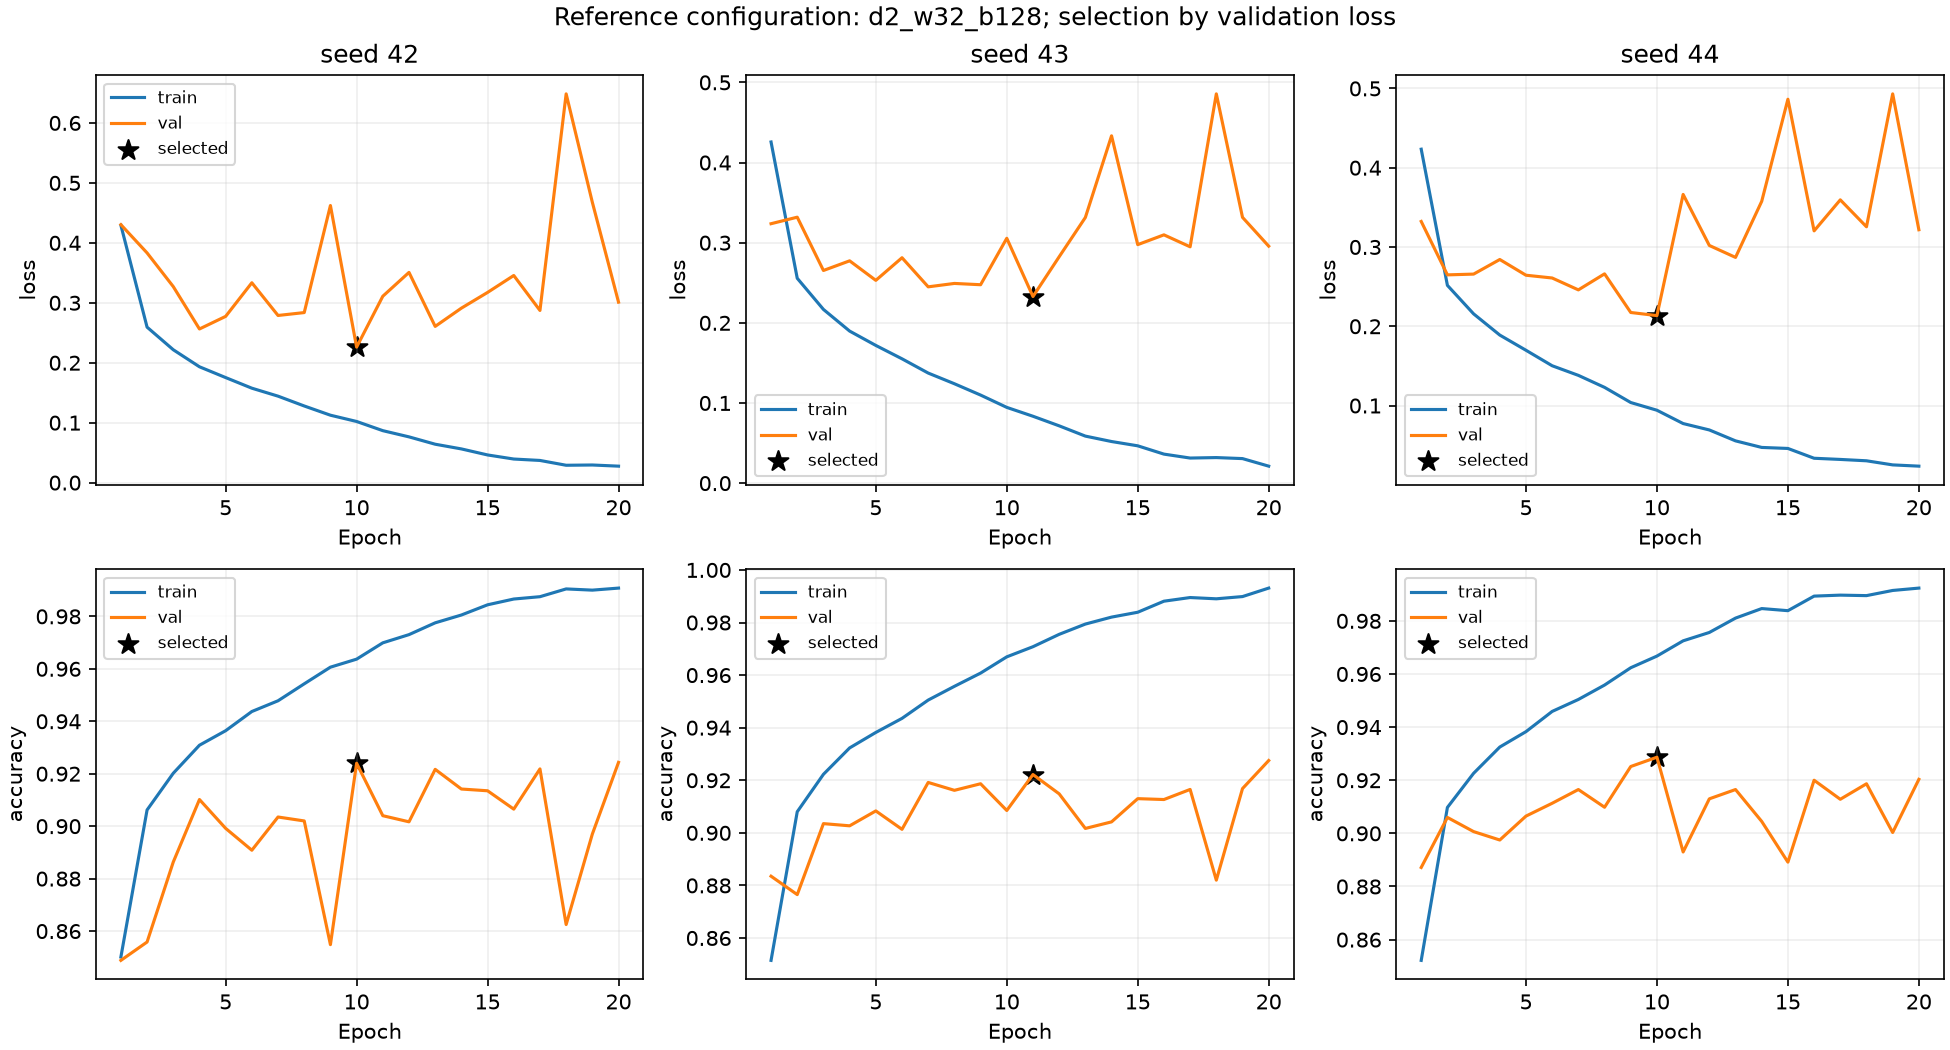 Reference configuration: d2_w32_b128; selection by validation loss
seed 42
loss
0.6
0.5
0.4
0.3
0.2
0.1
0.0
train
val
selected
5
10
15
20
Epoch
seed 43
loss
0.5
0.4
0.3
0.2
0.1
0.0
train
val
selected
5
10
15
20
Epoch
seed 44
loss
0.5
0.4
0.3
0.2
0.1
train
val
selected
5
10
15
20
Epoch
accuracy
0.98
0.96
0.94
0.92
0.90
0.88
0.86
train
val
selected
5
10
15
20
Epoch
accuracy
1.00
0.98
0.96
0.94
0.92
0.90
0.88
0.86
train
val
selected
5
10
15
20
Epoch
accuracy
0.98
0.96
0.94
0.92
0.90
0.88
0.86
train
val
selected
5
10
15
20
Epoch